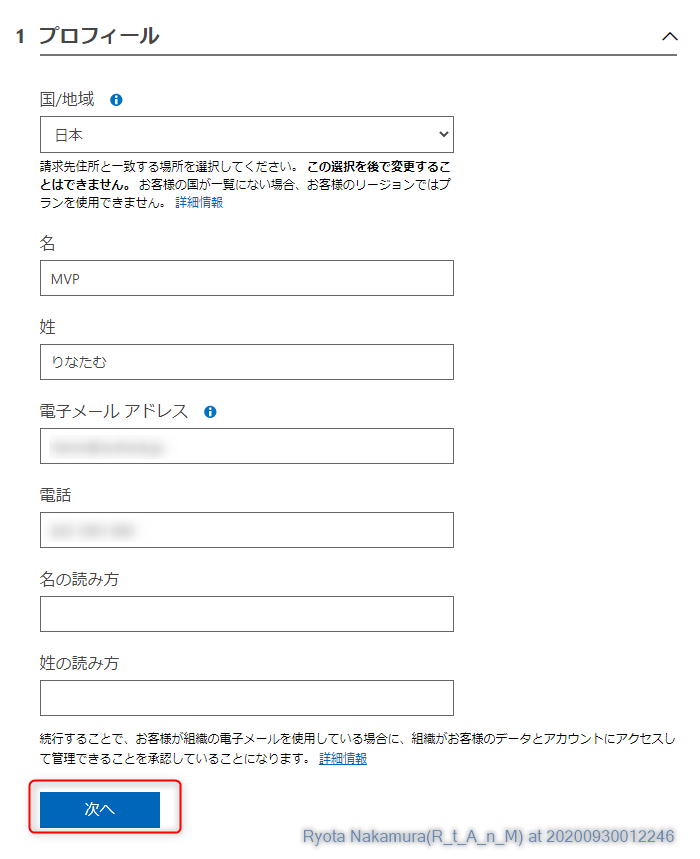 1 プロフィール
国/地域
日本
請求先住所と一致する場所を選択してください。 この選択を後で変更するこ
とはできません。 お客様の国が一覧にない場合、お客様のリージョンではプ
ランを使用できません。 詳細情報
名
MVP
姓
りなたむ
電子メール アドレス
電話
名の読み方
姓の読み方
続行することで、お客様が組織の電子メールを使用している場合に、組織がお客様のデータとアカウントにアクセスし
て管理できることを承認していることになります。 詳細情報
次へ
Ryota Nakamura(R_t_A_n_M) at 20200930012246